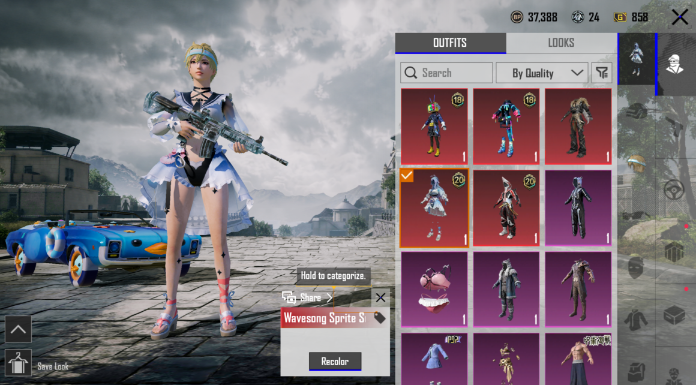 37,388
24
G 858
OUTFITS
LOOKS
Search
By Quality
18
18
1
1
1
20
20
1
1
1
1
1
1
Hold to categorize.
Share
Wavesong Sprite S
Recolor
Save Look